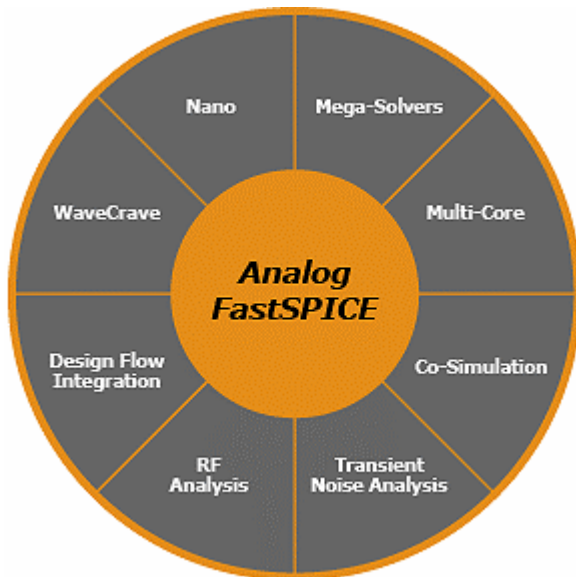 Nano
Mega-Solvers
WaveCrave
Multi-Core
Analog
FastSPICE
Design Flow
Integration
Co-Simulation
RF
Analysis
Transient
Noise Analysis